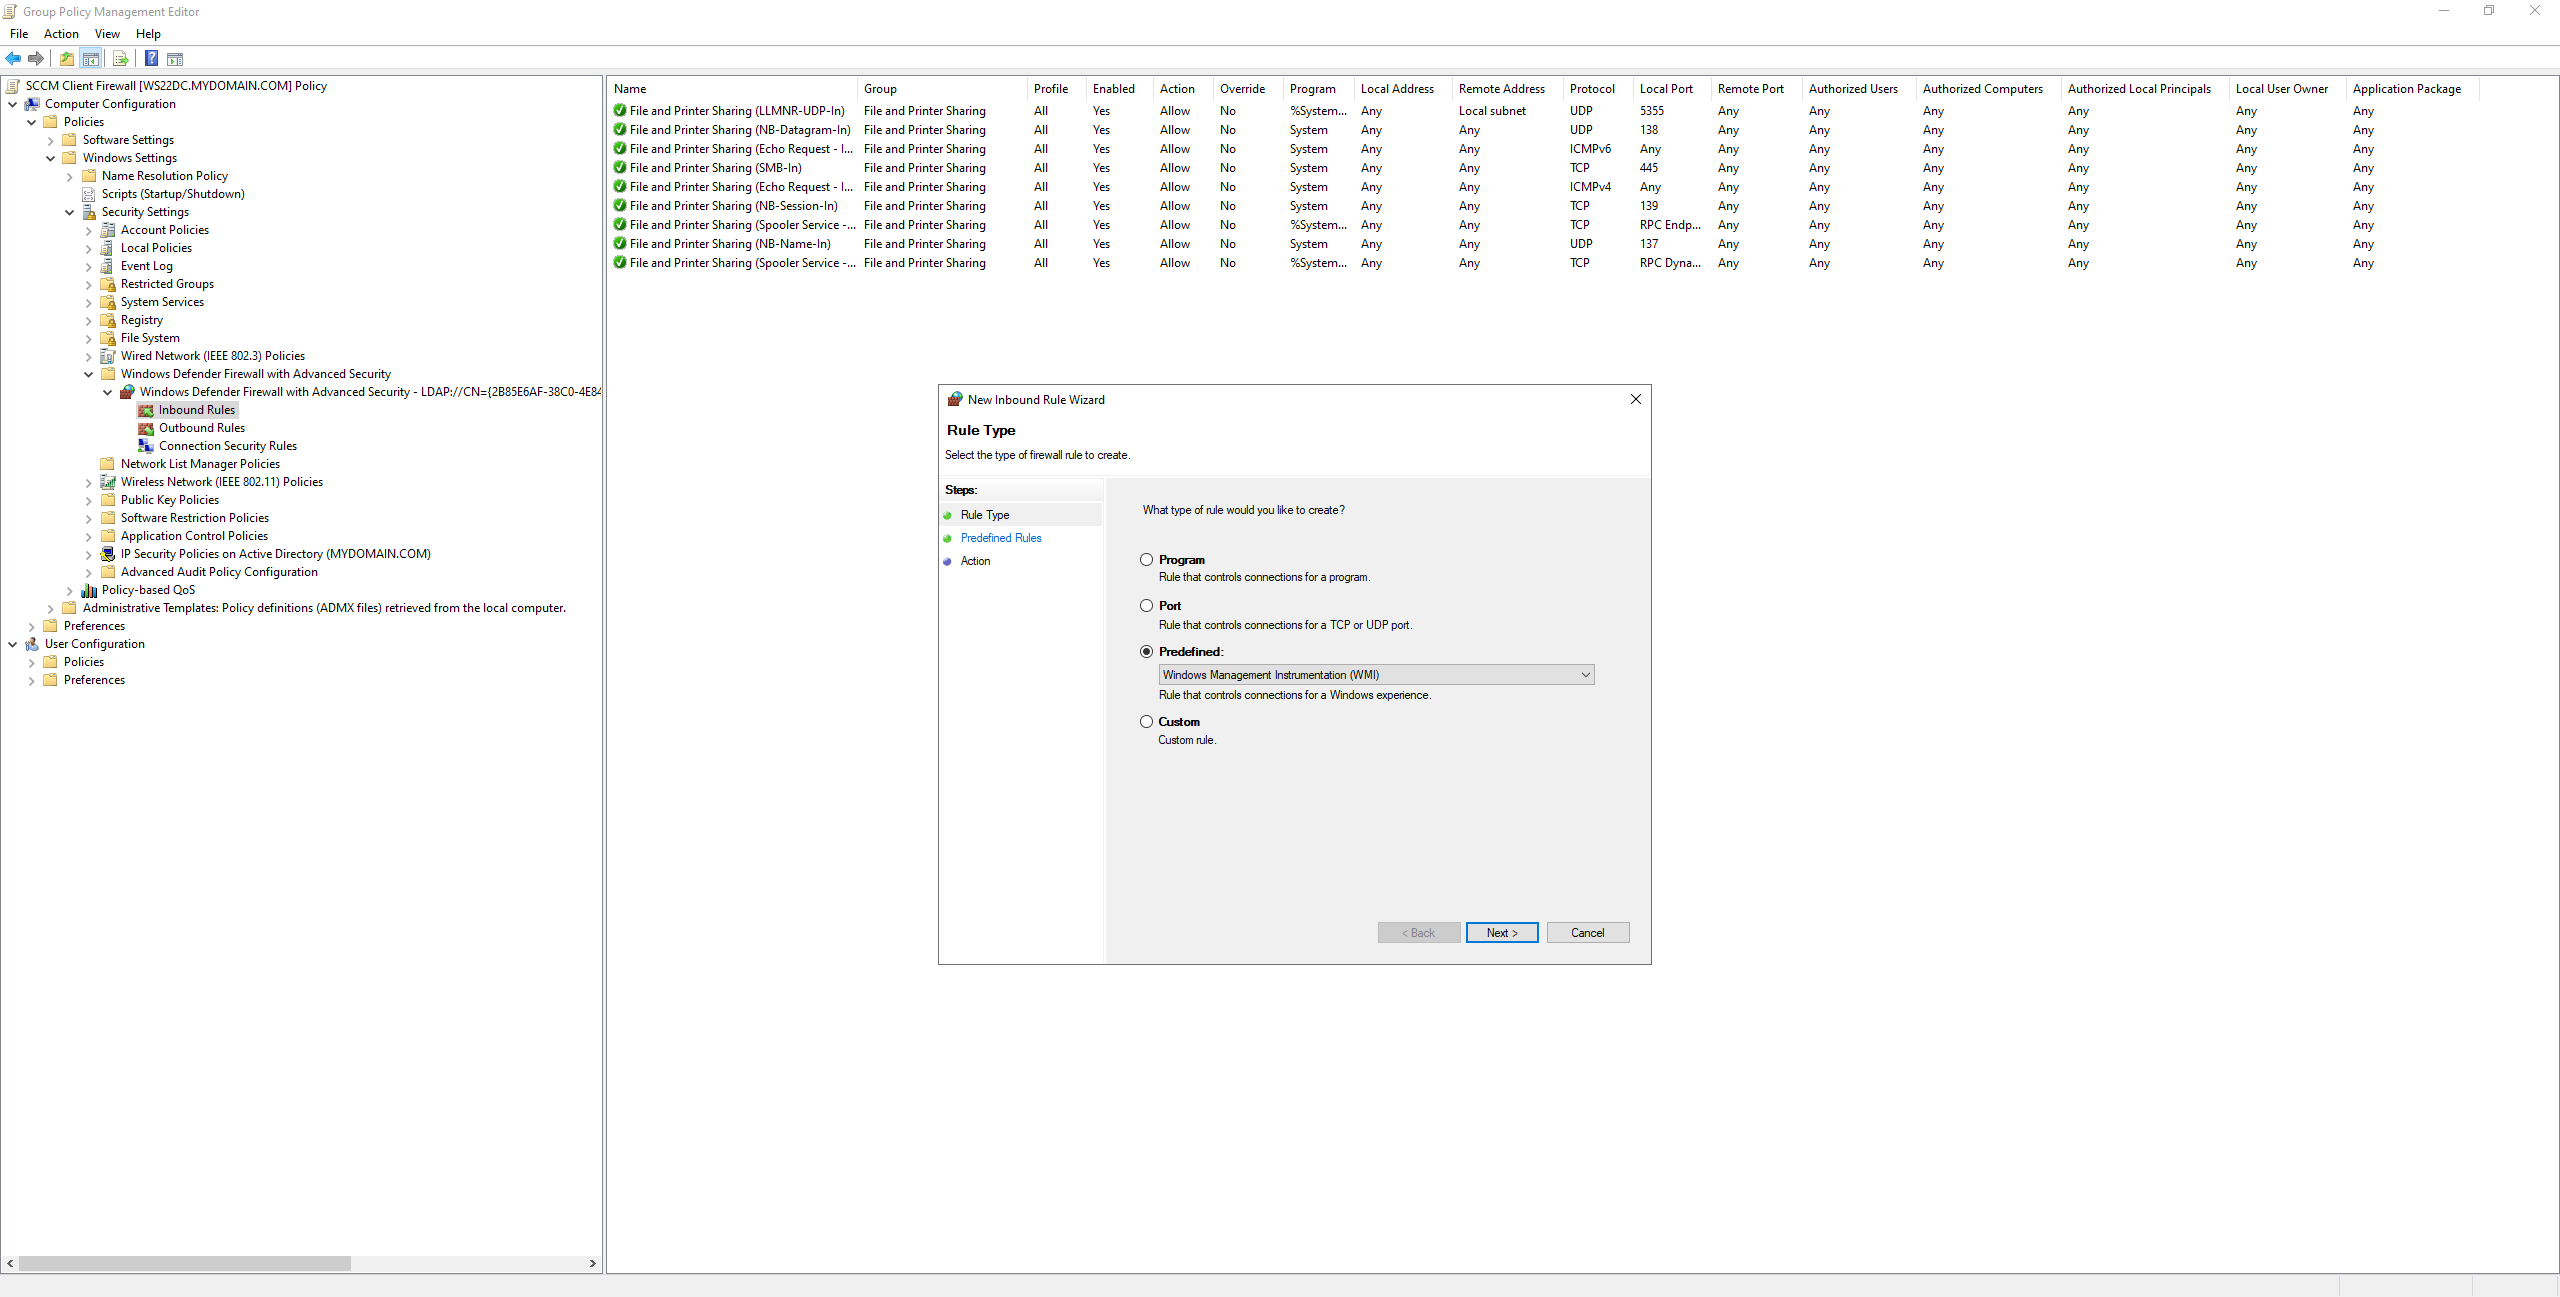 Group Policy Management Editor
File Action View Help
SCCM Client Firewall [WS22DC.MYDOMAIN.COM] Policy
Computer Configuration
Policies
Software Settings
Windows Settings
Name Resolution Policy
Scripts (Startup/Shutdown)
Security Settings
Account Policies
Local Policies
Event Log
Restricted Groups
System Services
Registry
File System
Wired Network (IEEE 802.3) Policies
Windows Defender Firewall with Advanced Security
Windows Defender Firewall with Advanced Security - LDAP://CN={2B85E6AF-38C0-4E84
Inbound Rules
Outbound Rules
Connection Security Rules
Network List Manager Policies
Wireless Network (IEEE 802.11) Policies
Public Key Policies
Software Restriction Policies
Application Control Policies
IP Security Policies on Active Directory (MYDOMAIN.COM)
Advanced Audit Policy Configuration
Policy-based QoS
Administrative Templates: Policy definitions (ADMX files) retrieved from the local computer.
Preferences
User Configuration
Policies
Preferences
Name Group Profile Enabled Action Override Program Local Address Remote Address Protocol Local Port Remote Port Authorized Users Authorized Computers Authorized Local Principals Local User Owner Application Package
File and Printer Sharing (LLMNR-UDP-In) File and Printer Sharing All Yes Allow No %System... Any Local subnet UDP 5355 Any Any Any Any Any Any
File and Printer Sharing (NB-Datagram-In) File and Printer Sharing All Yes Allow No System Any Any UDP 138 Any Any Any Any Any Any
File and Printer Sharing (Echo Request - I... File and Printer Sharing All Yes Allow No System Any Any ICMPv6 Any Any Any Any Any Any Any
File and Printer Sharing (SMB-In) File and Printer Sharing All Yes Allow No System Any Any TCP 445 Any Any Any Any Any Any
File and Printer Sharing (Echo Request - I... File and Printer Sharing All Yes Allow No System Any Any ICMPv4 Any Any Any Any Any Any Any
File and Printer Sharing (NB-Session-In) File and Printer Sharing All Yes Allow No System Any Any TCP 139 Any Any Any Any Any Any
File and Printer Sharing (Spooler Service -... File and Printer Sharing All Yes Allow No %System... Any Any TCP RPC Endp... Any Any Any Any Any Any
File and Printer Sharing (NB-Name-In) File and Printer Sharing All Yes Allow No System Any Any UDP 137 Any Any Any Any Any Any
File and Printer Sharing (Spooler Service -... File and Printer Sharing All Yes Allow No %System... Any Any TCP RPC Dyna... Any Any Any Any Any Any
New Inbound Rule Wizard
Rule Type
Select the type of firewall rule to create.
Steps:
Rule Type
Predefined Rules
Action
What type of rule would you like to create?
Program
Rule that controls connections for a program.
Port
Rule that controls connections for a TCP or UDP port.
Predefined:
Windows Management Instrumentation (WMI)
Rule that controls connections for a Windows experience.
Custom
Custom rule.
< Back Next > Cancel